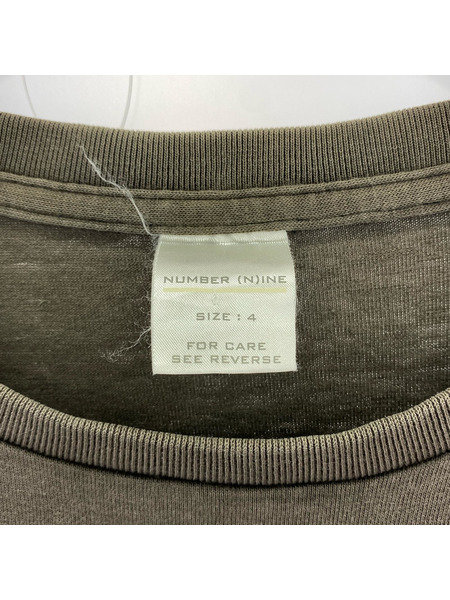 NUMBER (N)INE
SIZE : 4
FOR CARE
SEE REVERSE